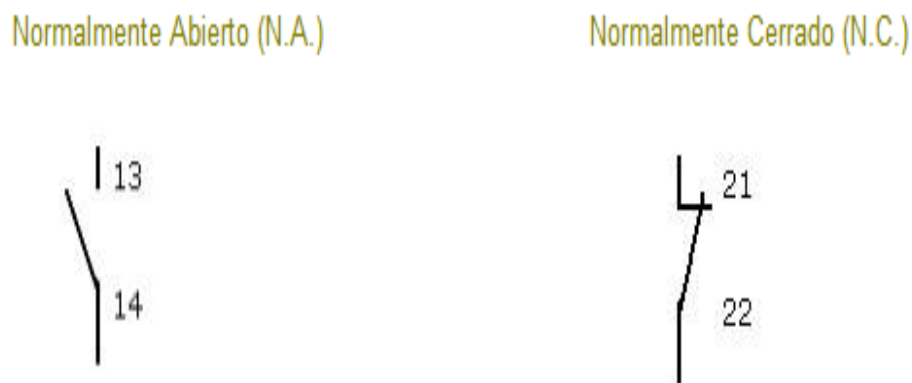 Normalmente Abierto (N.A.)
Normalmente Cerrado (N.C.)
13
14
21
22